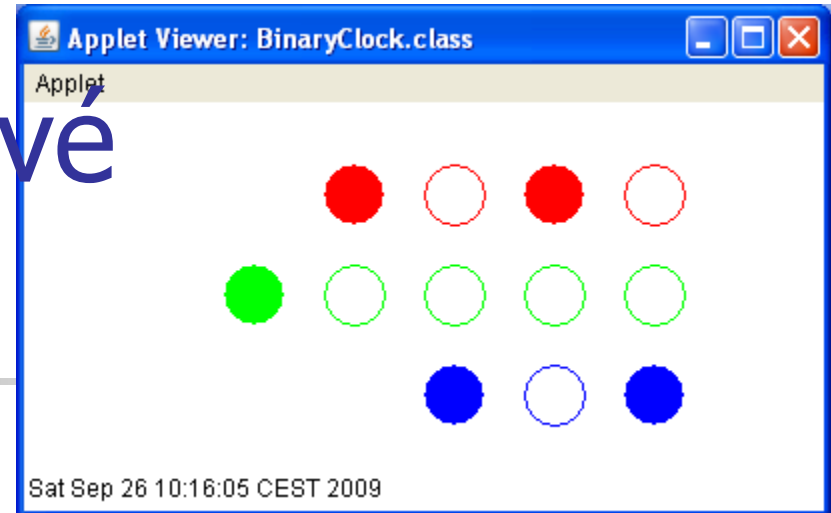 Applet Viewer: BinaryClock.class
Applet
vé
Sat Sep 26 10:16:05 CEST 2009